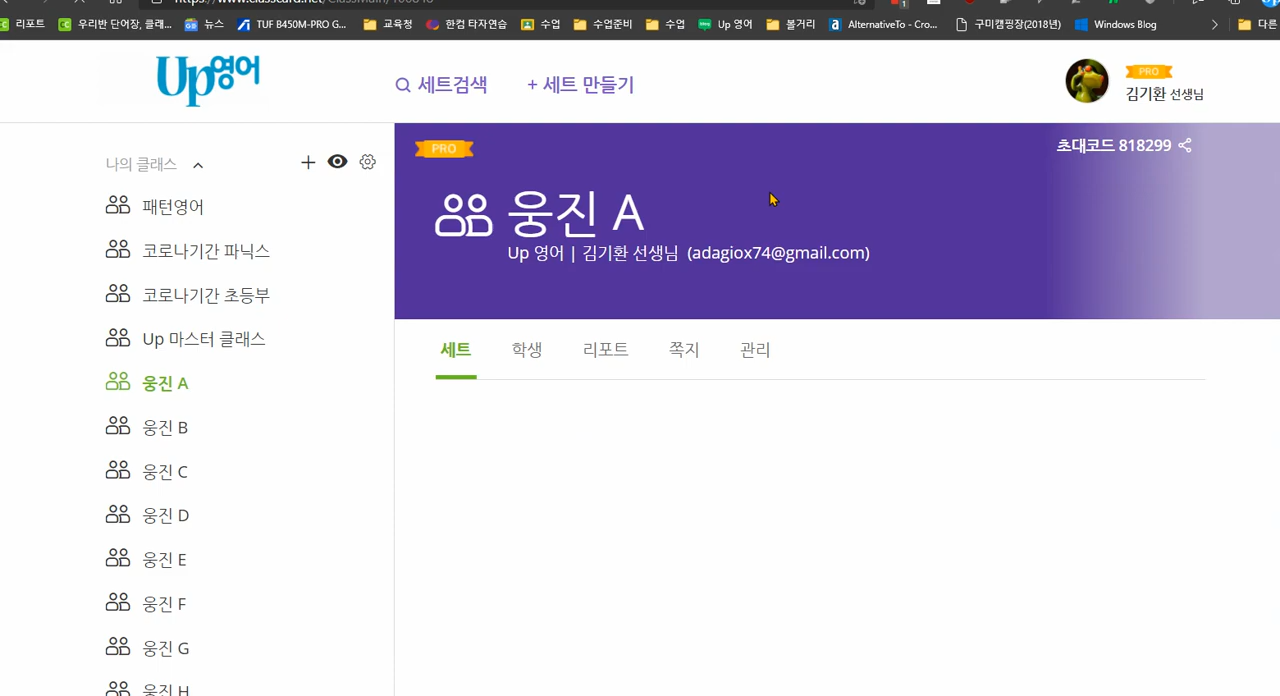 리포트
우리반 단어장, 클래...
뉴스
TUF B450M-PRO G...
교육청
한컴 타자연습
수업
수업준비
수업
Up 영어
볼거리
AlternativeTo - Cro...
구미캠핑장(2018년)
Windows Blog
다른
Up영어
세트검색
+ 세트 만들기
PRO
김기환 선생님
나의 클래스
패턴영어
코로나기간 파닉스
코로나기간 초등부
Up 마스터 클래스
웅진 A
웅진 B
웅진 C
웅진 D
웅진 E
웅진 F
웅진 G
웅진 H
PRO
초대코드 818299
웅진 A
Up 영어 | 김기환 선생님 (adagiox74@gmail.com)
세트
학생
리포트
쪽지
관리